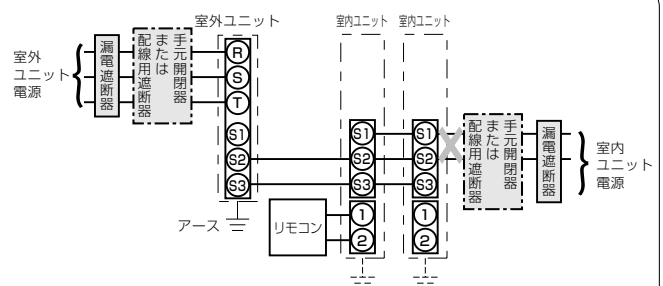 室外ユニット
室内ユニット
室内ユニット
室外
ユニット
電源
漏電遮断器
手元開閉器
または
配線用遮断器
R
S
T
S1
S2
S3
アース
リモコン
S1
S2
S3
1
2
S1
S2
S3
1
2
手元開閉器
または
配線用遮断器
漏電遮断器
室内
ユニット
電源